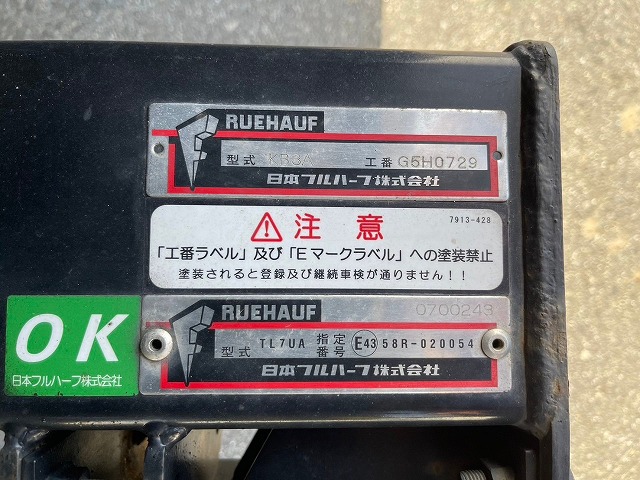 RUEHAUF
型式 KB3A 工番 G5H0729
日本フルハーフ株式会社
注意
7913-428
「工番ラベル」及び「Eマークラベル」への塗装禁止
塗装されると登録及び継続車検が通りません！！
RUEHAUF 0700243
型式 TL7UA 指定番号 E43 58R-020054
日本フルハーフ株式会社
OK
日本フルハーフ株式会社